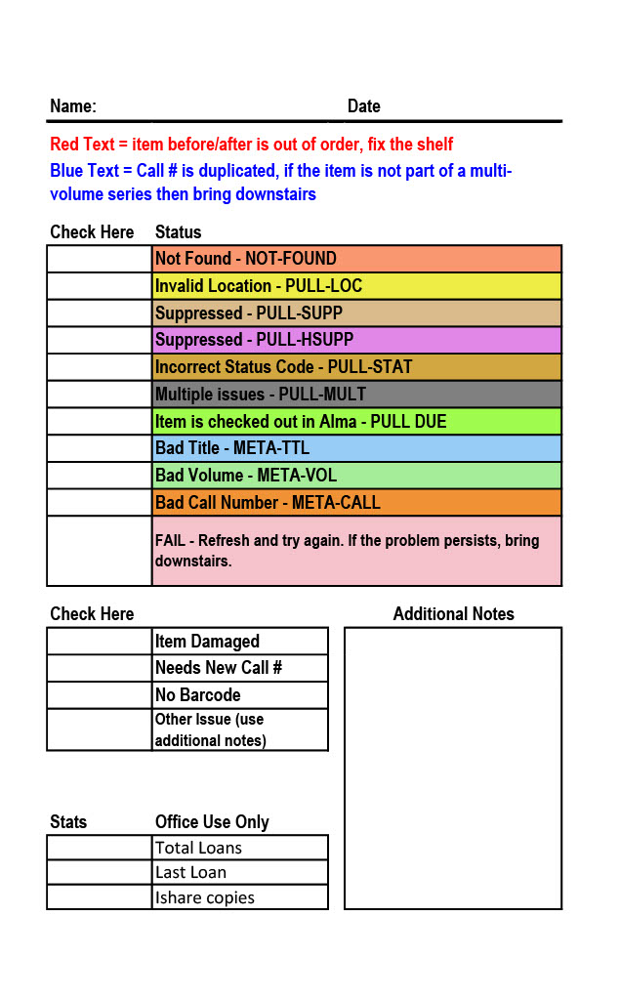 Name: Date
Red Text = item before/after is out of order, fix the shelf
Blue Text = Call # is duplicated, if the item is not part of a multi-
volume series then bring downstairs
Check Here Status
Not Found - NOT-FOUND
Invalid Location - PULL-LOC
Suppressed - PULL-SUPP
Suppressed - PULL-HSUPP
Incorrect Status Code - PULL-STAT
Multiple issues - PULL-MULT
Item is checked out in Alma - PULL DUE
Bad Title - META-TTL
Bad Volume - META-VOL
Bad Call Number - META-CALL
FAIL - Refresh and try again. If the problem persists, bring
downstairs.
Check Here
Item Damaged
Needs New Call #
No Barcode
Other Issue (use
additional notes)
Additional Notes
Stats Office Use Only
Total Loans
Last Loan
Ishare copies